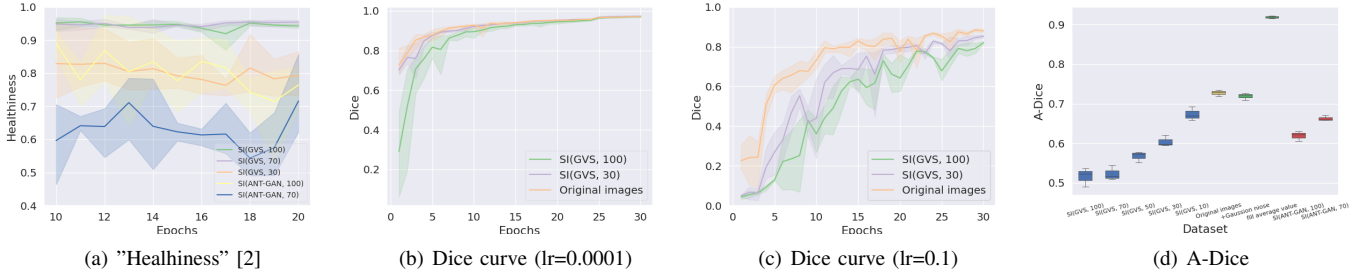 1.0
0.9
0.8
0.7
0.6
0.5
0.4
Healhiness
10 12 14 16 18 20
Epochs
SI(GVS, 100)
SI(GVS, 70)
SI(GVS, 30)
SI(ANT-GAN, 100)
SI(ANT-GAN, 70)
(a) "Healhiness" [2]
1.0
0.8
0.6
0.4
0.2
Dice
0 5 10 15 20 25 30
Epochs
SI(GVS, 100)
SI(GVS, 30)
Original images
(b) Dice curve (lr=0.0001)
1.0
0.8
0.6
0.4
0.2
0.0
Dice
0 5 10 15 20 25 30
Epochs
SI(GVS, 100)
SI(GVS, 30)
Original images
(c) Dice curve (lr=0.1)
0.9
0.8
0.7
0.6
0.5
A-Dice
SI(GVS, 100)
SI(GVS, 70)
SI(GVS, 50)
SI(GVS, 30)
SI(GVS, 10)
Original images
+Gaussion niose
fill average value
SI(ANT-GAN, 100)
SI(ANT-GAN, 70)
Dataset
(d) A-Dice